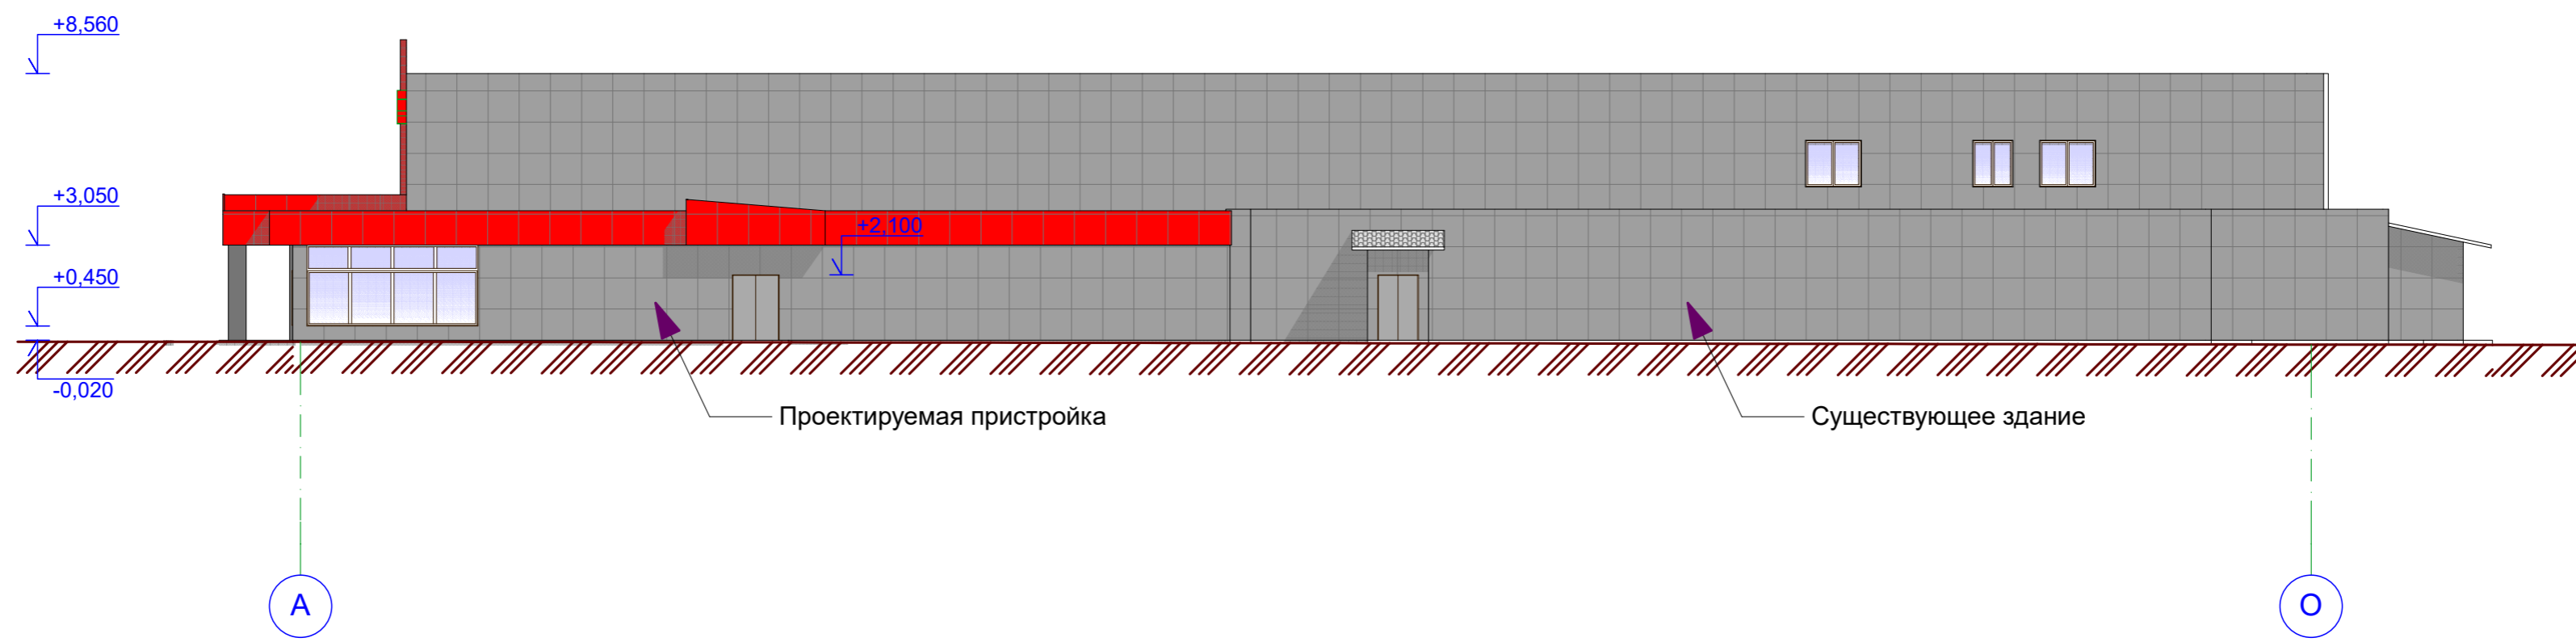 +8,560
+3,050
+2,100
+0,450
-0,020
Проектируемая пристройка
Существующее здание
А
О